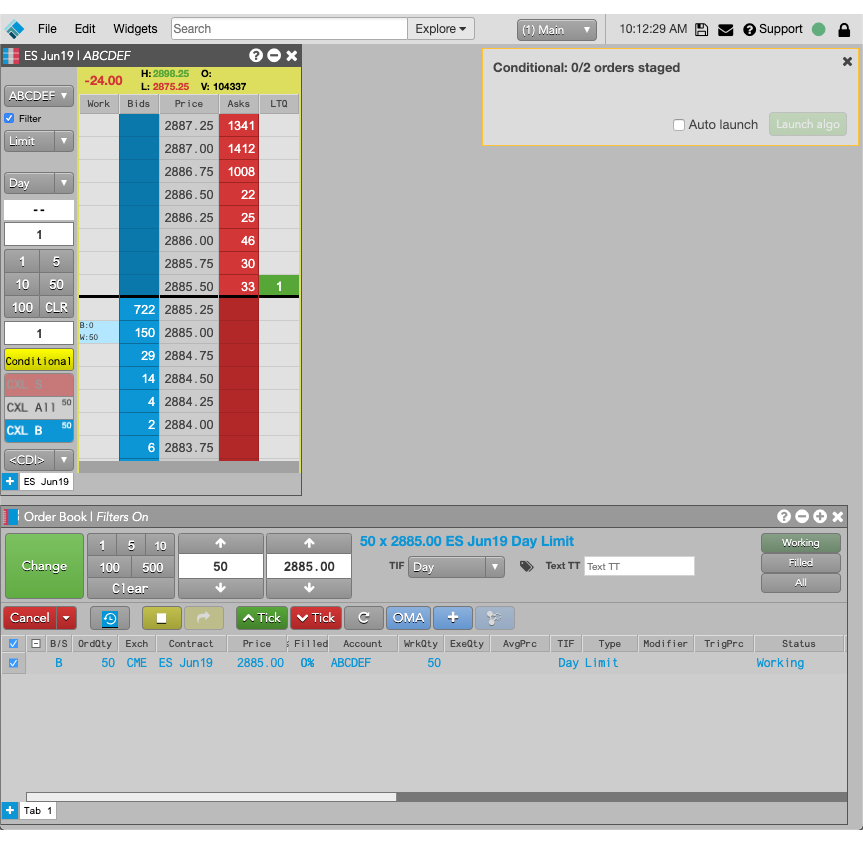 File Edit Widgets Search Explore (1) Main 10:12:29 AM Support
ES Jun19 | ABCDEF
-24.00 H: 2898.25 O:
L: 2875.25 V: 104337
ABCDEF
Filter
Limit
Day
--
1
1 5
10 50
100 CLR
1
Conditional
CXL S
CXL All 50
CXL B 50
<CDI>
Work Bids Price Asks LTQ
2887.25 1341
2887.00 1412
2886.75 1008
2886.50 22
2886.25 25
2886.00 46
2885.75 30
2885.50 33 1
722 2885.25
B:0
W:50
150 2885.00
29 2884.75
14 2884.50
4 2884.25
2 2884.00
6 2883.75
+ ES Jun19
Conditional: 0/2 orders staged
Auto launch Launch algo
Order Book | Filters On
Change
1 5 10
100 500
Clear
50
2885.00
50 x 2885.00 ES Jun19 Day Limit
TIF Day Text TT Text TT
Working
Filled
All
Cancel Tick Tick C OMA +
B/S OrdQty Exch Contract Price % Filled Account WrkQty ExeQty AvgPrc TIF Type Modifier TrigPrc Status
B 50 CME ES Jun19 2885.00 0% ABCDEF 50 Day Limit Working
+ Tab 1